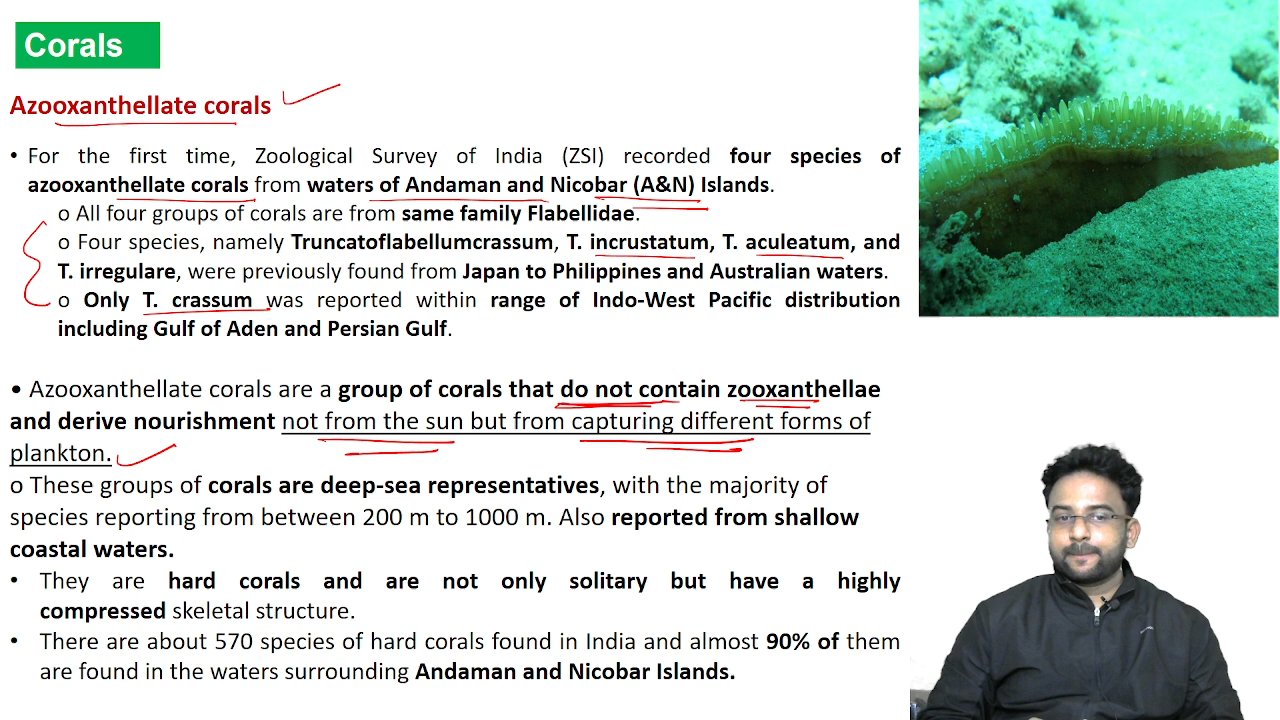 Corals
Azooxanthellate corals
• For the first time, Zoological Survey of India (ZSI) recorded four species of
azooxanthellate corals from waters of Andaman and Nicobar (A&N) Islands.
o All four groups of corals are from same family Flabellidae.
o Four species, namely Truncatoflabellumcrassum, T. incrustatum, T. aculeatum, and
T. irregulare, were previously found from Japan to Philippines and Australian waters.
o Only T. crassum was reported within range of Indo-West Pacific distribution
including Gulf of Aden and Persian Gulf.
• Azooxanthellate corals are a group of corals that do not contain zooxanthellae
and derive nourishment not from the sun but from capturing different forms of
plankton.
o These groups of corals are deep-sea representatives, with the majority of
species reporting from between 200 m to 1000 m. Also reported from shallow
coastal waters.
• They are hard corals and are not only solitary but have a highly
compressed skeletal structure.
• There are about 570 species of hard corals found in India and almost 90% of them
are found in the waters surrounding Andaman and Nicobar Islands.